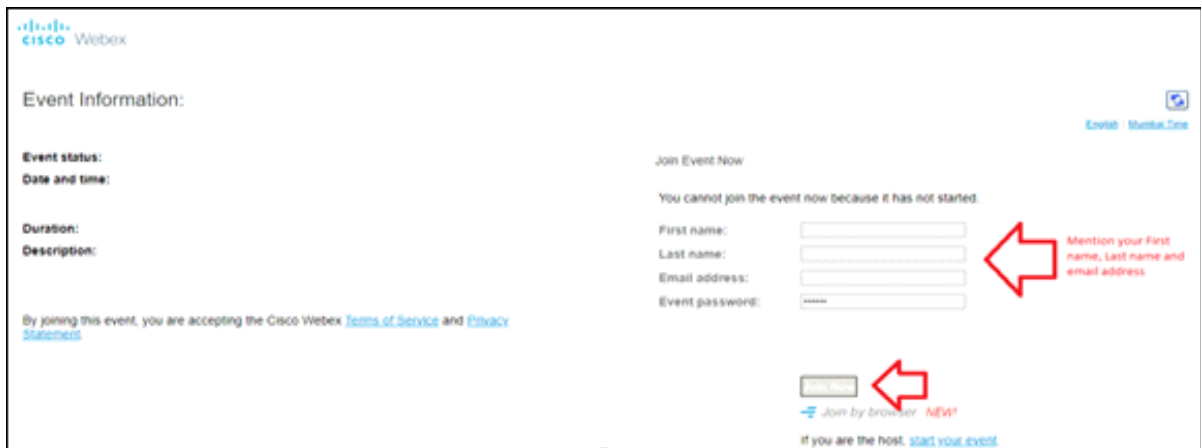 CISCO Webex
Event Information:
English | Mumbai Time
Event status:
Date and time:
Duration:
Description:
By joining this event, you are accepting the Cisco Webex Terms of Service and Privacy
Statement.
Join Event Now
You cannot join the event now because it has not started.
First name:
Last name:
Email address:
Event password:
Mention your First
name, Last name and
email address
Join Now
Join by browser NEW!
If you are the host, start your event.